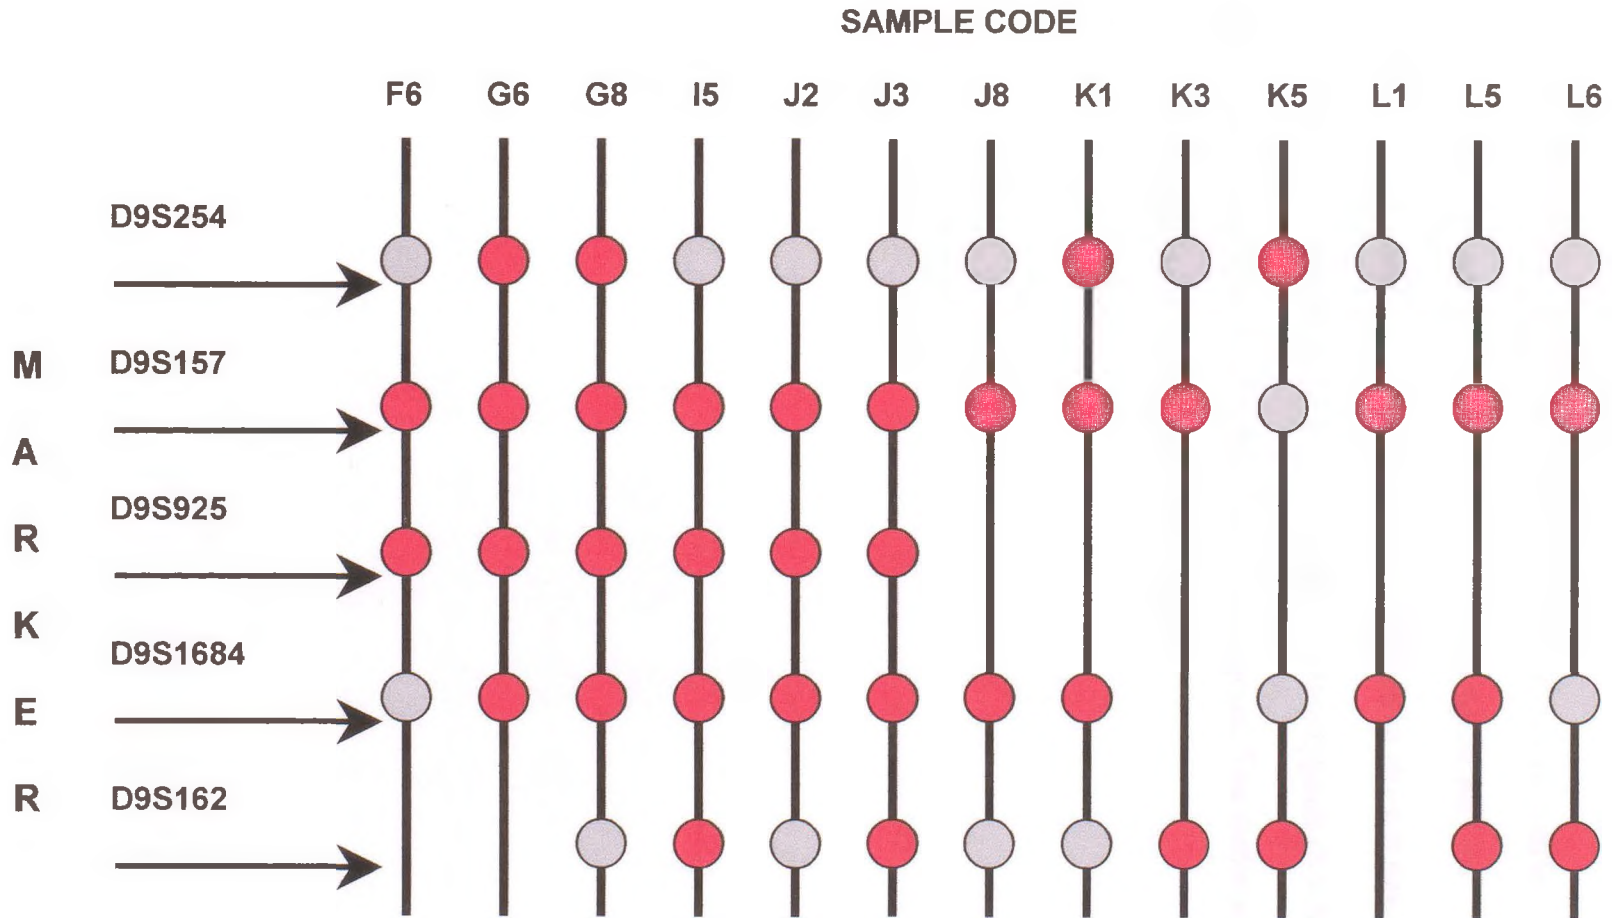 SAMPLE CODE
F6 G6 G8 I5 J2 J3 J8 K1 K3 K5 L1 L5 L6
D9S254
D9S157
D9S925
D9S1684
D9S162
M
A
R
K
E
R